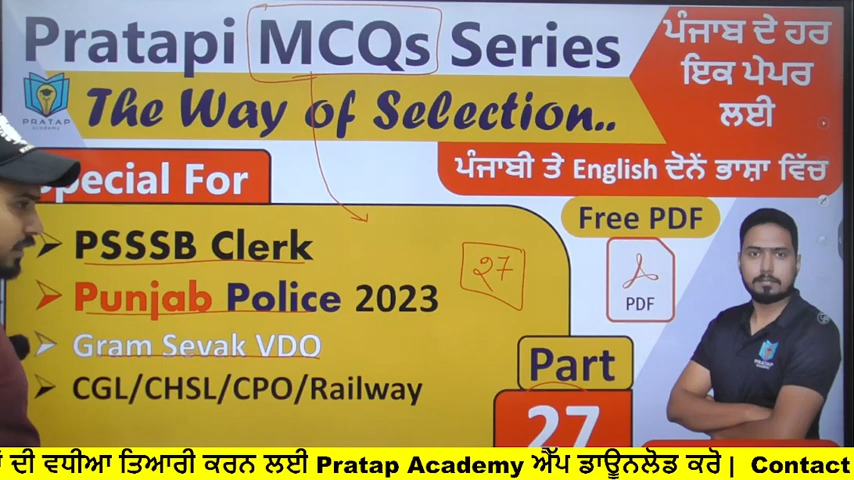 Pratapi MCQs Series
The Way of Selection..
PRATAP
ACADEMY
ਪੰਜਾਬ ਦੇ ਹਰ
ਇਕ ਪੇਪਰ
ਲਈ
ਪੰਜਾਬੀ ਤੇ English ਦੋਨੋਂ ਭਾਸ਼ਾ ਵਿੱਚ
pecial For
PSSSB Clerk
Punjab Police 2023
Gram Sevak VDO
CGL/CHSL/CPO/Railway
27
Free PDF
PDF
Part
27
ਦੀ ਵਧੀਆ ਤਿਆਰੀ ਕਰਨ ਲਈ Pratap Academy ਐੱਪ ਡਾਊਨਲੋਡ ਕਰੋ | Contact